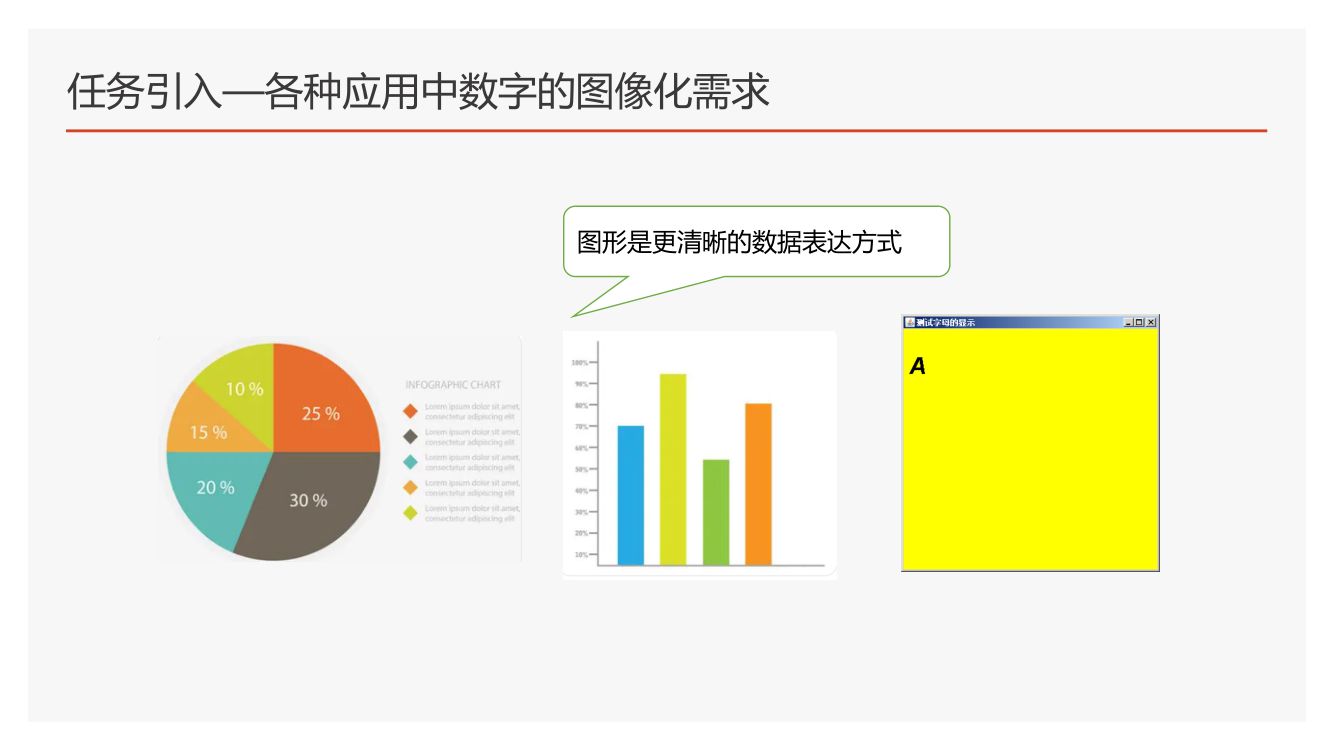 任务引入—各种应用中数字的图像化需求
图形是更清晰的数据表达方式
10 %
25 %
15 %
20 %
30 %
INFOGRAPHIC CHART
Lorem ipsum dolor sit amet,
consectetur adipiscing elit
Lorem ipsum dolor sit amet,
consectetur adipiscing elit
Lorem ipsum dolor sit amet,
consectetur adipiscing elit
Lorem ipsum dolor sit amet,
consectetur adipiscing elit
Lorem ipsum dolor sit amet,
consectetur adipiscing elit
100%
90%
80%
70%
60%
50%
40%
30%
20%
10%
测试字母的显示
A